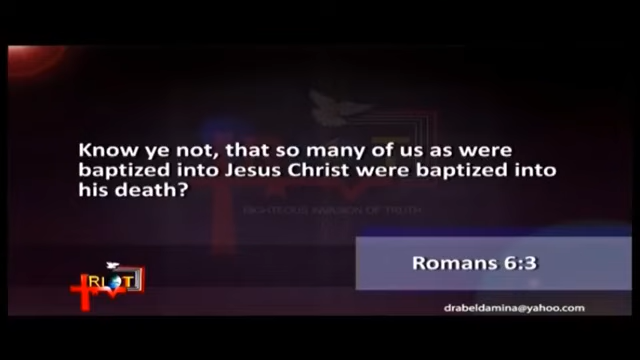 Know ye not, that so many of us as were
baptized into Jesus Christ were baptized into
his death?
RIGHTEOUS INVASION OF TRUTH
Romans 6:3
RIOT
drabeldamina@yahoo.com